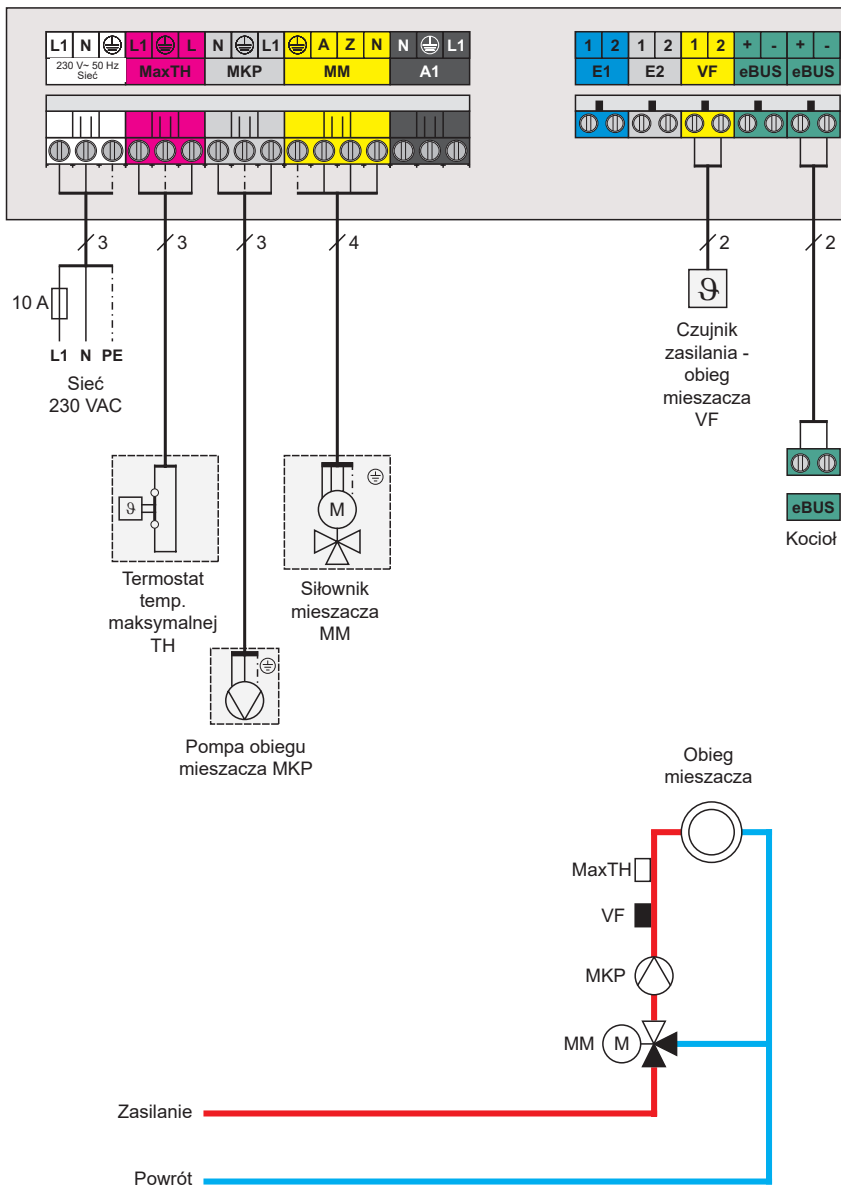 L1 N L1 L N L1 A Z N N L1
230 V~ 50 Hz
Sieć
MaxTH MKP MM A1
1 2 1 2 1 2 + - + -
E1 E2 VF eBUS eBUS
3 3 3 4 2 2
10 A
L1 N PE
Sieć
230 VAC
ϑ
Czujnik
zasilania -
obieg
mieszacza
VF
eBUS
Kocioł
ϑ
Termostat
temp.
maksymalnej
TH
M
Siłownik
mieszacza
MM
Pompa obiegu
mieszacza MKP
Obieg
mieszacza
MaxTH
VF
MKP
MM M
Zasilanie
Powrót